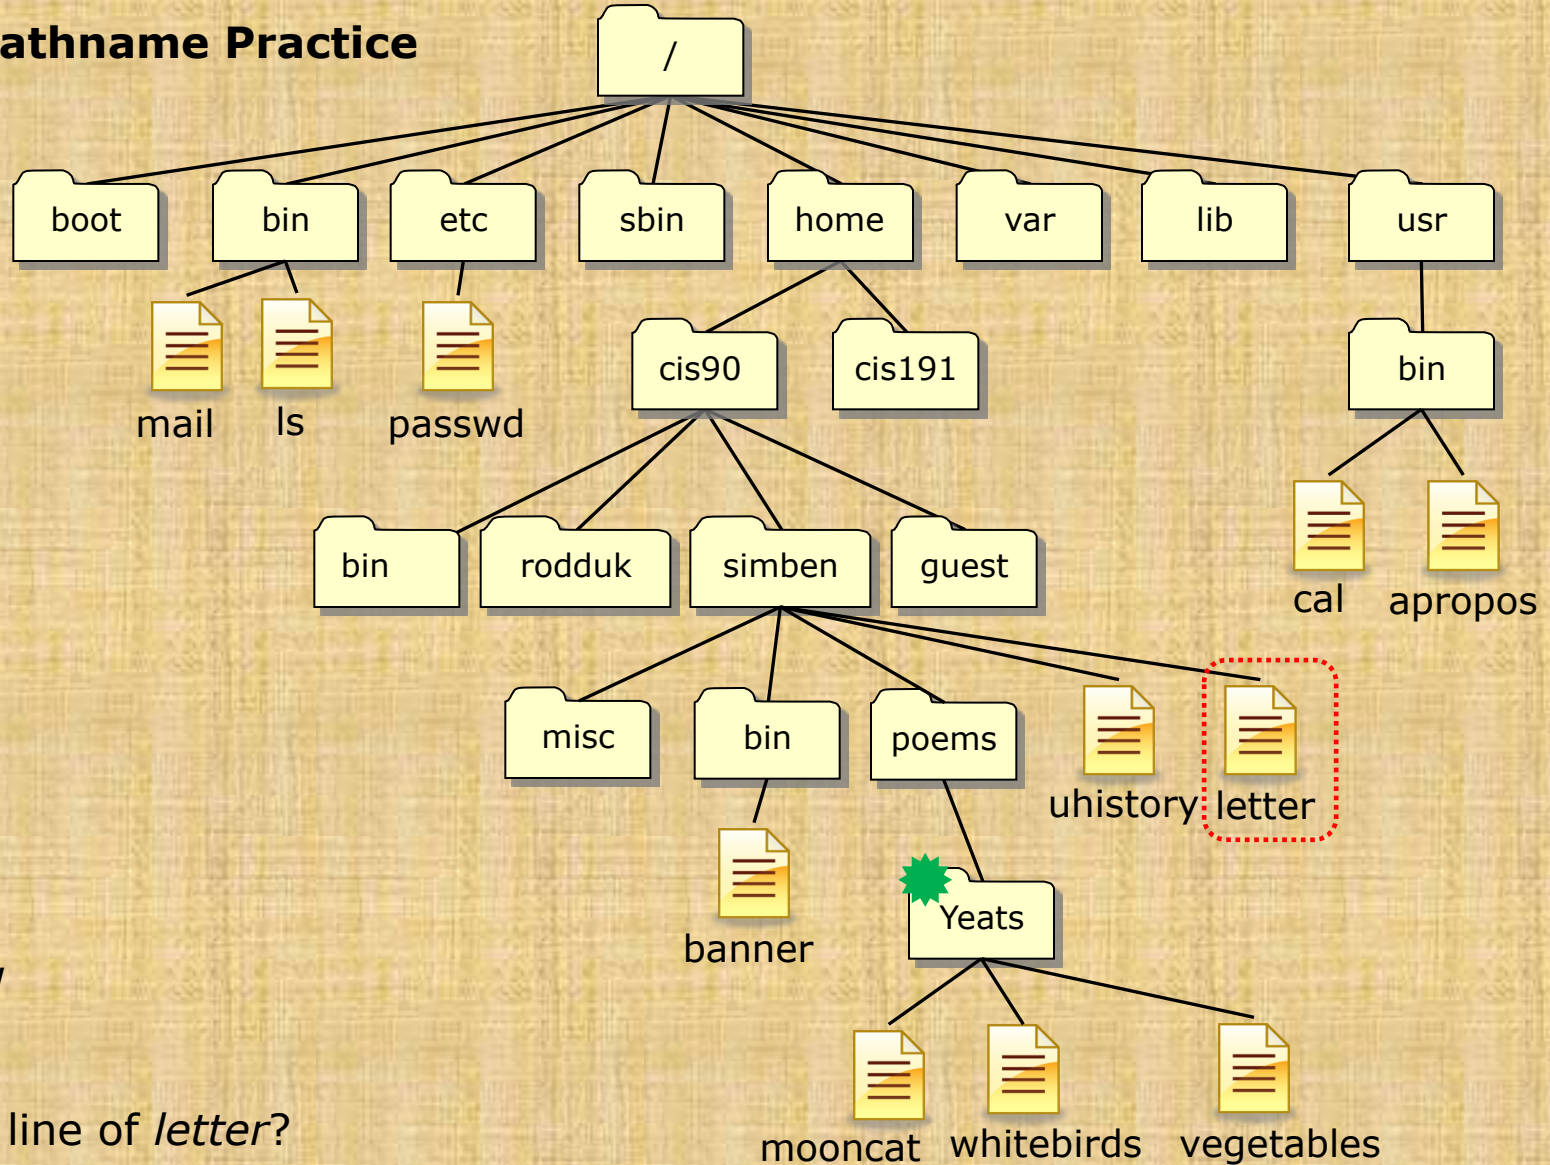 athname Practice
/
boot bin etc sbin home var lib usr
mail ls passwd
cis90 cis191 bin
cal apropos
bin rodduk simben guest
misc bin poems
uhistory letter
banner
Yeats
mooncat whitebirds vegetables
line of letter?